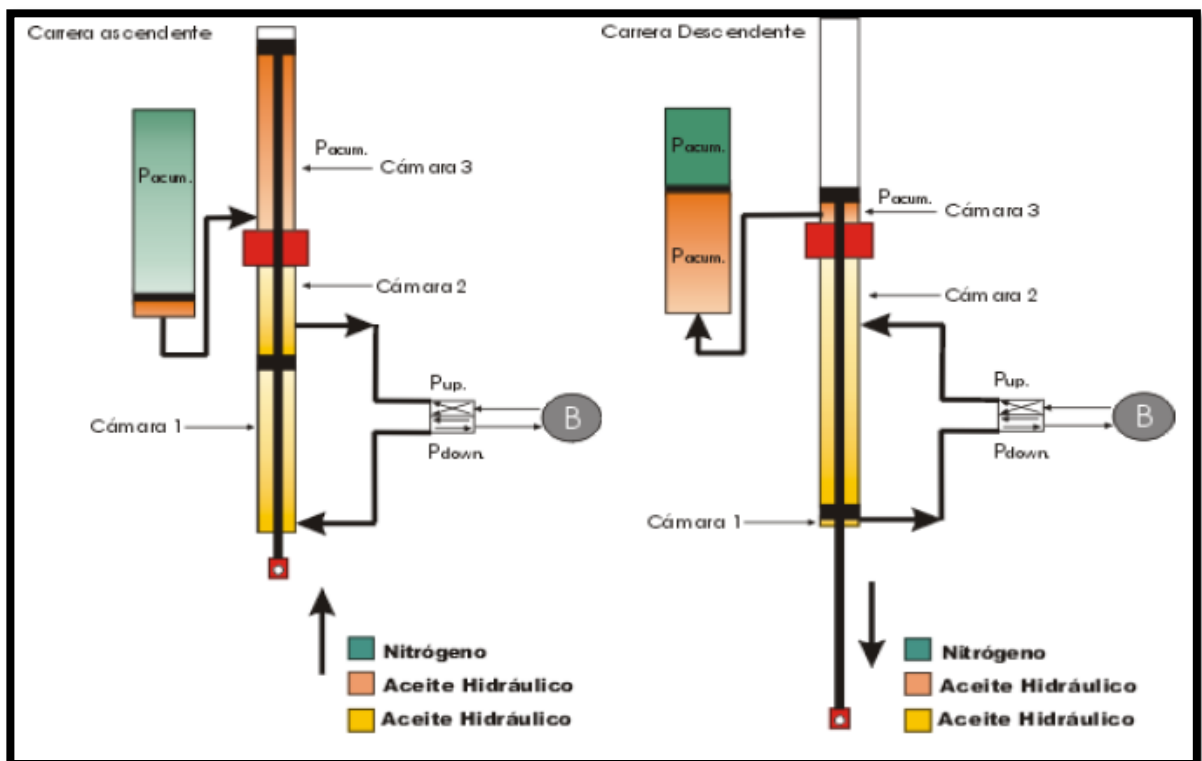 Carrera ascendente
Pacum.
Pacum.
Cámara 3
Cámara 2
Pup.
B
Cámara 1
Pdown.
Nitrógeno
Aceite Hidráulico
Aceite Hidráulico
Carrera Descendente
Pacum.
Pacum.
Cámara 3
Pacum.
Cámara 2
Pup.
B
Pdown.
Cámara 1
Nitrógeno
Aceite Hidráulico
Aceite Hidráulico